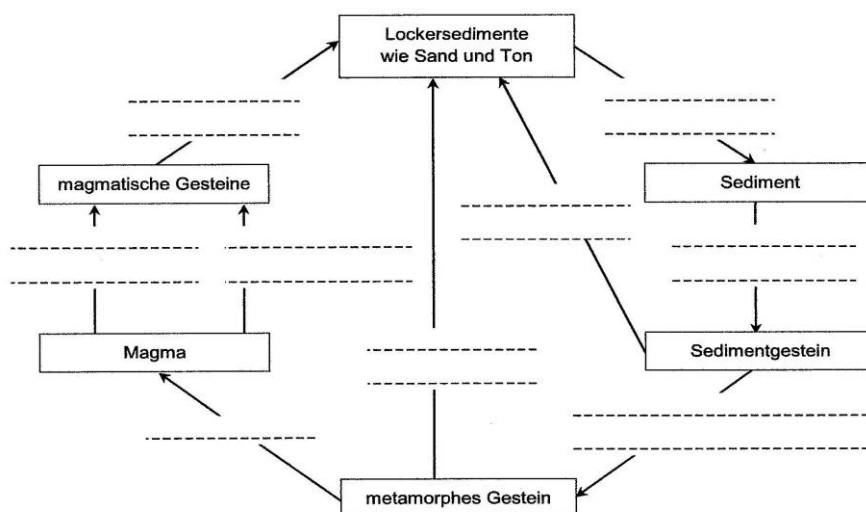 Lockersedimente
wie Sand und Ton
magmatische Gesteine
Sediment
Magma
Sedimentgestein
metamorphes Gestein